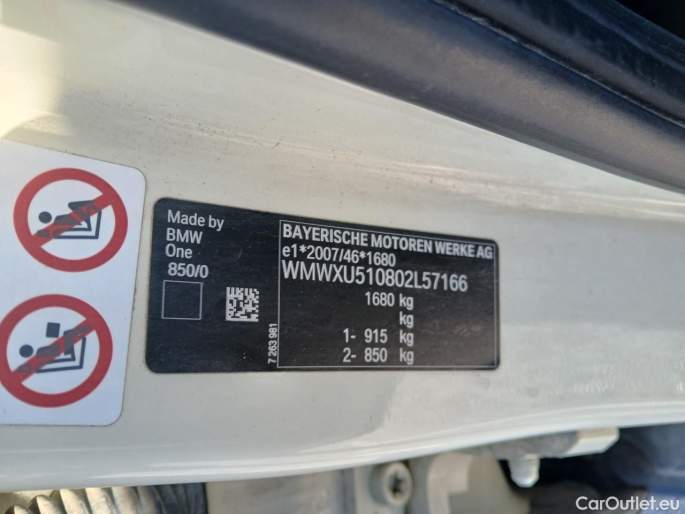 Made by
BMW
One
850/0
7 263 981
BAYERISCHE MOTOREN WERKE AG
e1*2007/46*1680
WMWXU510802L57166
1680 kg
kg
1- 915 kg
2- 850 kg
CarOutlet.eu